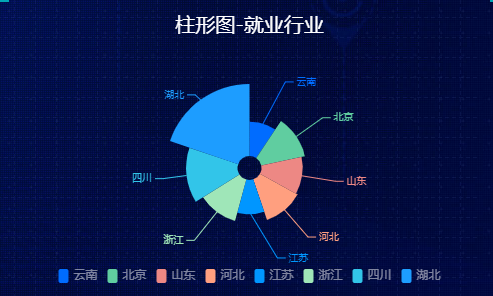 柱形图-就业行业
云南
湖北
北京
四川
山东
浙江
河北
江苏
云南 北京 山东 河北 江苏 浙江 四川 湖北